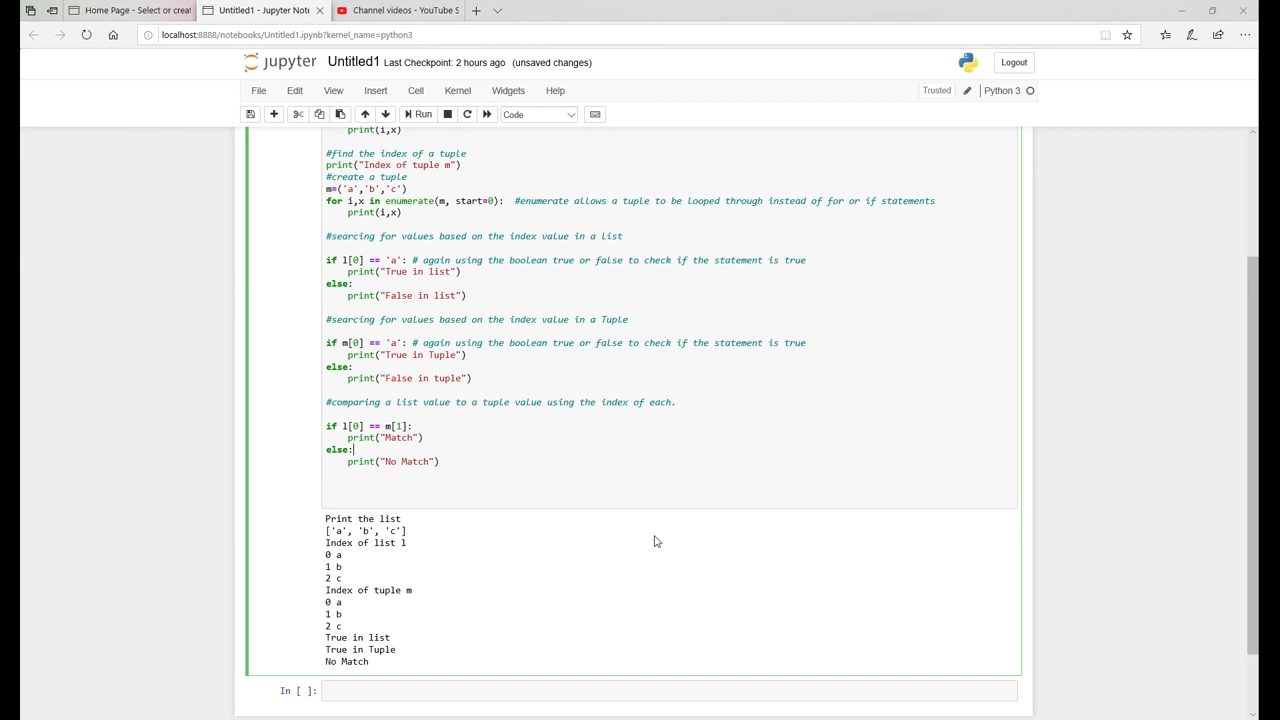 Home Page - Select or creat
Untitled1 - Jupyter Not
Channel videos - YouTube S
localhost:8888/notebooks/Untitled1.ipynb?kernel_name=python3
jupyter Untitled1 Last Checkpoint: 2 hours ago (unsaved changes)
Logout
File Edit View Insert Cell Kernel Widgets Help
Trusted Python 3
Run Code
print(i,x)
#find the index of a tuple
print("Index of tuple m")
#create a tuple
m=('a','b','c')
for i,x in enumerate(m, start=0):  #enumerate allows a tuple to be looped through instead of for or if statements
    print(i,x)
#searching for values based on the index value in a list
if l[0] == 'a': # again using the boolean true or false to check if the statement is true
    print("True in list")
else:
    print("False in list")
#searching for values based on the index value in a Tuple
if m[0] == 'a': # again using the boolean true or false to check if the statement is true
    print("True in Tuple")
else:
    print("False in tuple")
#comparing a list value to a tuple value using the index of each.
if l[0] == m[1]:
    print("Match")
else:
    print("No Match")
Print the list
['a', 'b', 'c']
Index of list l
0 a
1 b
2 c
Index of tuple m
0 a
1 b
2 c
True in list
True in Tuple
No Match
In [ ]: